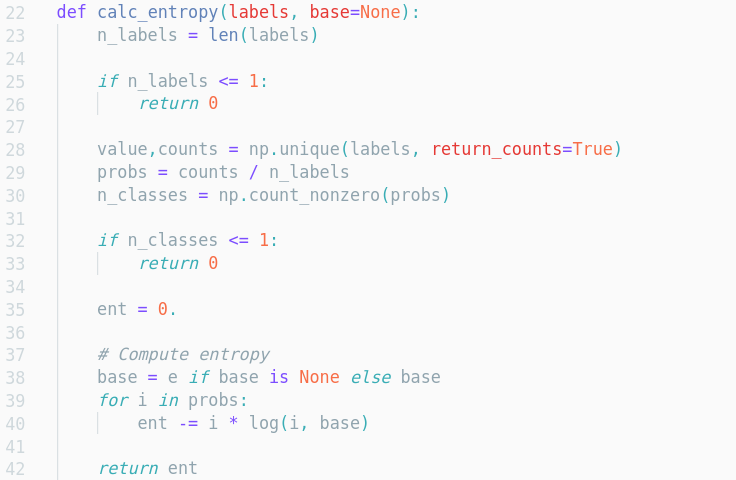 22 def calc_entropy(labels, base=None):
23     n_labels = len(labels)
24
25     if n_labels <= 1:
26         return 0
27
28     value,counts = np.unique(labels, return_counts=True)
29     probs = counts / n_labels
30     n_classes = np.count_nonzero(probs)
31
32     if n_classes <= 1:
33         return 0
34
35     ent = 0.
36
37     # Compute entropy
38     base = e if base is None else base
39     for i in probs:
40         ent -= i * log(i, base)
41
42     return ent